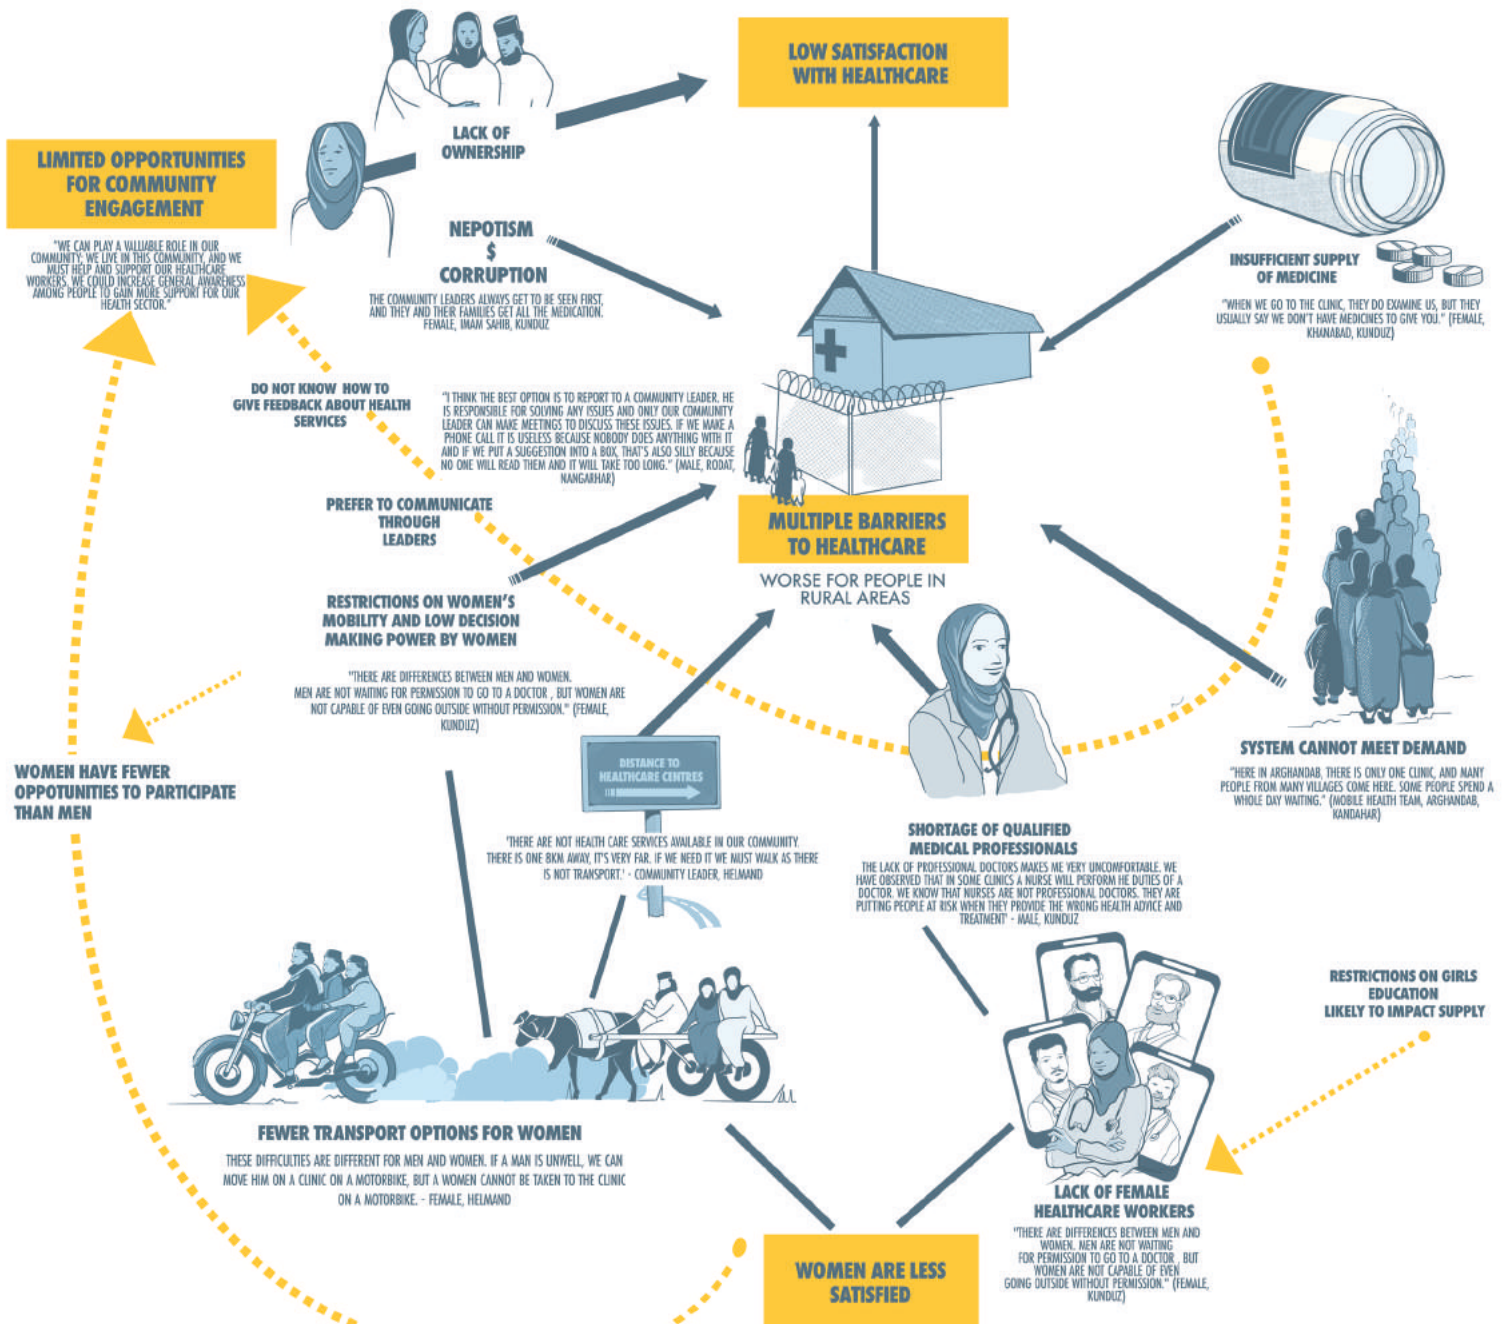 LOW SATISFACTION
WITH HEALTHCARE
LACK OF
OWNERSHIP
LIMITED OPPORTUNITIES
FOR COMMUNITY
ENGAGEMENT
"WE CAN PLAY A VALUABLE ROLE IN OUR
COMMUNITY; WE LIVE IN THIS COMMUNITY, AND WE
MUST HELP AND SUPPORT OUR HEALTHCARE
WORKERS. WE COULD INCREASE GENERAL AWARENESS
AMONG PEOPLE TO GAIN MORE SUPPORT FOR OUR
HEALTH SECTOR."
NEPOTISM
$
CORRUPTION
THE COMMUNITY LEADERS ALWAYS GET TO BE SEEN FIRST,
AND THEY AND THEIR FAMILIES GET ALL THE MEDICATION.
FEMALE, IMAM SAHIB, KUNDUZ
INSUFFICIENT SUPPLY
OF MEDICINE
"WHEN WE GO TO THE CLINIC, THEY DO EXAMINE US, BUT THEY
USUALLY SAY WE DON'T HAVE MEDICINES TO GIVE YOU." (FEMALE,
KHANABAD, KUNDUZ)
DO NOT KNOW HOW TO
GIVE FEEDBACK ABOUT HEALTH
SERVICES
"I THINK THE BEST OPTION IS TO REPORT TO A COMMUNITY LEADER. HE
IS RESPONSIBLE FOR SOLVING ANY ISSUES AND ONLY OUR COMMUNITY
LEADER CAN MAKE MEETINGS TO DISCUSS THESE ISSUES. IF WE MAKE A
PHONE CALL IT IS USELESS BECAUSE NOBODY DOES ANYTHING WITH IT
AND IF WE PUT A SUGGESTION INTO A BOX, THAT'S ALSO SILLY BECAUSE
NO ONE WILL READ THEM AND IT WILL TAKE TOO LONG." (MALE, RODAT,
NANGARHAR)
PREFER TO COMMUNICATE
THROUGH
LEADERS
MULTIPLE BARRIERS
TO HEALTHCARE
WORSE FOR PEOPLE IN
RURAL AREAS
RESTRICTIONS ON WOMEN'S
MOBILITY AND LOW DECISION
MAKING POWER BY WOMEN
"THERE ARE DIFFERENCES BETWEEN MEN AND WOMEN.
MEN ARE NOT WAITING FOR PERMISSION TO GO TO A DOCTOR , BUT WOMEN ARE
NOT CAPABLE OF EVEN GOING OUTSIDE WITHOUT PERMISSION." (FEMALE,
KUNDUZ)
WOMEN HAVE FEWER
OPPOTUNITIES TO PARTICIPATE
THAN MEN
DISTANCE TO
HEALTHCARE CENTRES
'THERE ARE NOT HEALTH CARE SERVICES AVAILABLE IN OUR COMMUNITY.
THERE IS ONE 8KM AWAY, IT'S VERY FAR. IF WE NEED IT WE MUST WALK AS THERE
IS NOT TRANSPORT.' - COMMUNITY LEADER, HELMAND
SYSTEM CANNOT MEET DEMAND
"HERE IN ARGHANDAB, THERE IS ONLY ONE CLINIC, AND MANY
PEOPLE FROM MANY VILLAGES COME HERE. SOME PEOPLE SPEND A
WHOLE DAY WAITING." (MOBILE HEALTH TEAM, ARGHANDAB,
KANDAHAR)
SHORTAGE OF QUALIFIED
MEDICAL PROFESSIONALS
THE LACK OF PROFESSIONAL DOCTORS MAKES ME VERY UNCOMFORTABLE. WE
HAVE OBSERVED THAT IN SOME CLINICS A NURSE WILL PERFORM HE DUTIES OF A
DOCTOR. WE KNOW THAT NURSES ARE NOT PROFESSIONAL DOCTORS. THEY ARE
PUTTING PEOPLE AT RISK WHEN THEY PROVIDE THE WRONG HEALTH ADVICE AND
TREATMENT' - MALE, KUNDUZ
RESTRICTIONS ON GIRLS
EDUCATION
LIKELY TO IMPACT SUPPLY
FEWER TRANSPORT OPTIONS FOR WOMEN
THESE DIFFICULTIES ARE DIFFERENT FOR MEN AND WOMEN. IF A MAN IS UNWELL, WE CAN
MOVE HIM ON A CLINIC ON A MOTORBIKE, BUT A WOMEN CANNOT BE TAKEN TO THE CLINIC
ON A MOTORBIKE. - FEMALE, HELMAND
LACK OF FEMALE
HEALTHCARE WORKERS
"THERE ARE DIFFERENCES BETWEEN MEN AND
WOMEN. MEN ARE NOT WAITING
FOR PERMISSION TO GO TO A DOCTOR , BUT
WOMEN ARE NOT CAPABLE OF EVEN
GOING OUTSIDE WITHOUT PERMISSION." (FEMALE,
KUNDUZ)
WOMEN ARE LESS
SATISFIED